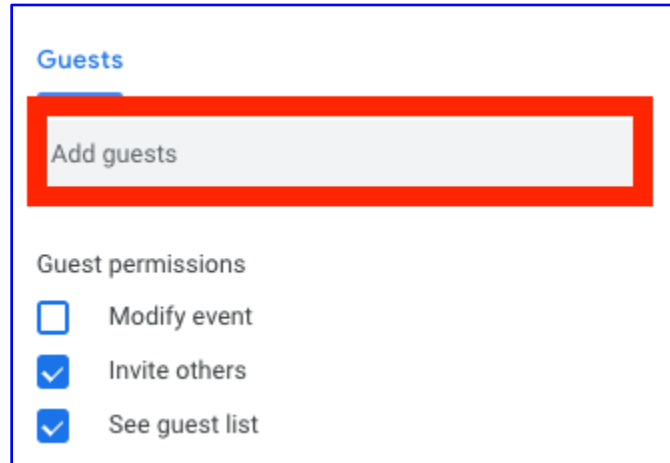 Guests
Add guests
Guest permissions
Modify event
Invite others
See guest list